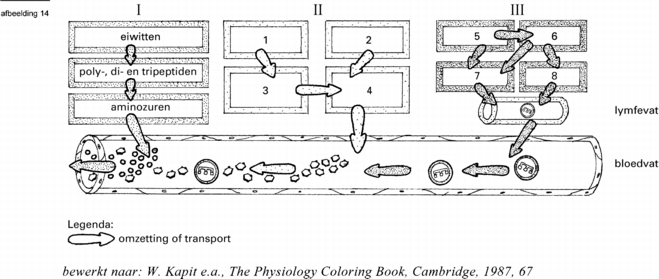 afbeelding 14
I
II
III
eiwitten
poly-, di- en tripeptiden
aminozuren
1
2
3
4
5
6
7
8
lymfevat
bloedvat
Legenda:
omzetting of transport
bewerkt naar: W. Kapit e.a., The Physiology Coloring Book, Cambridge, 1987, 67